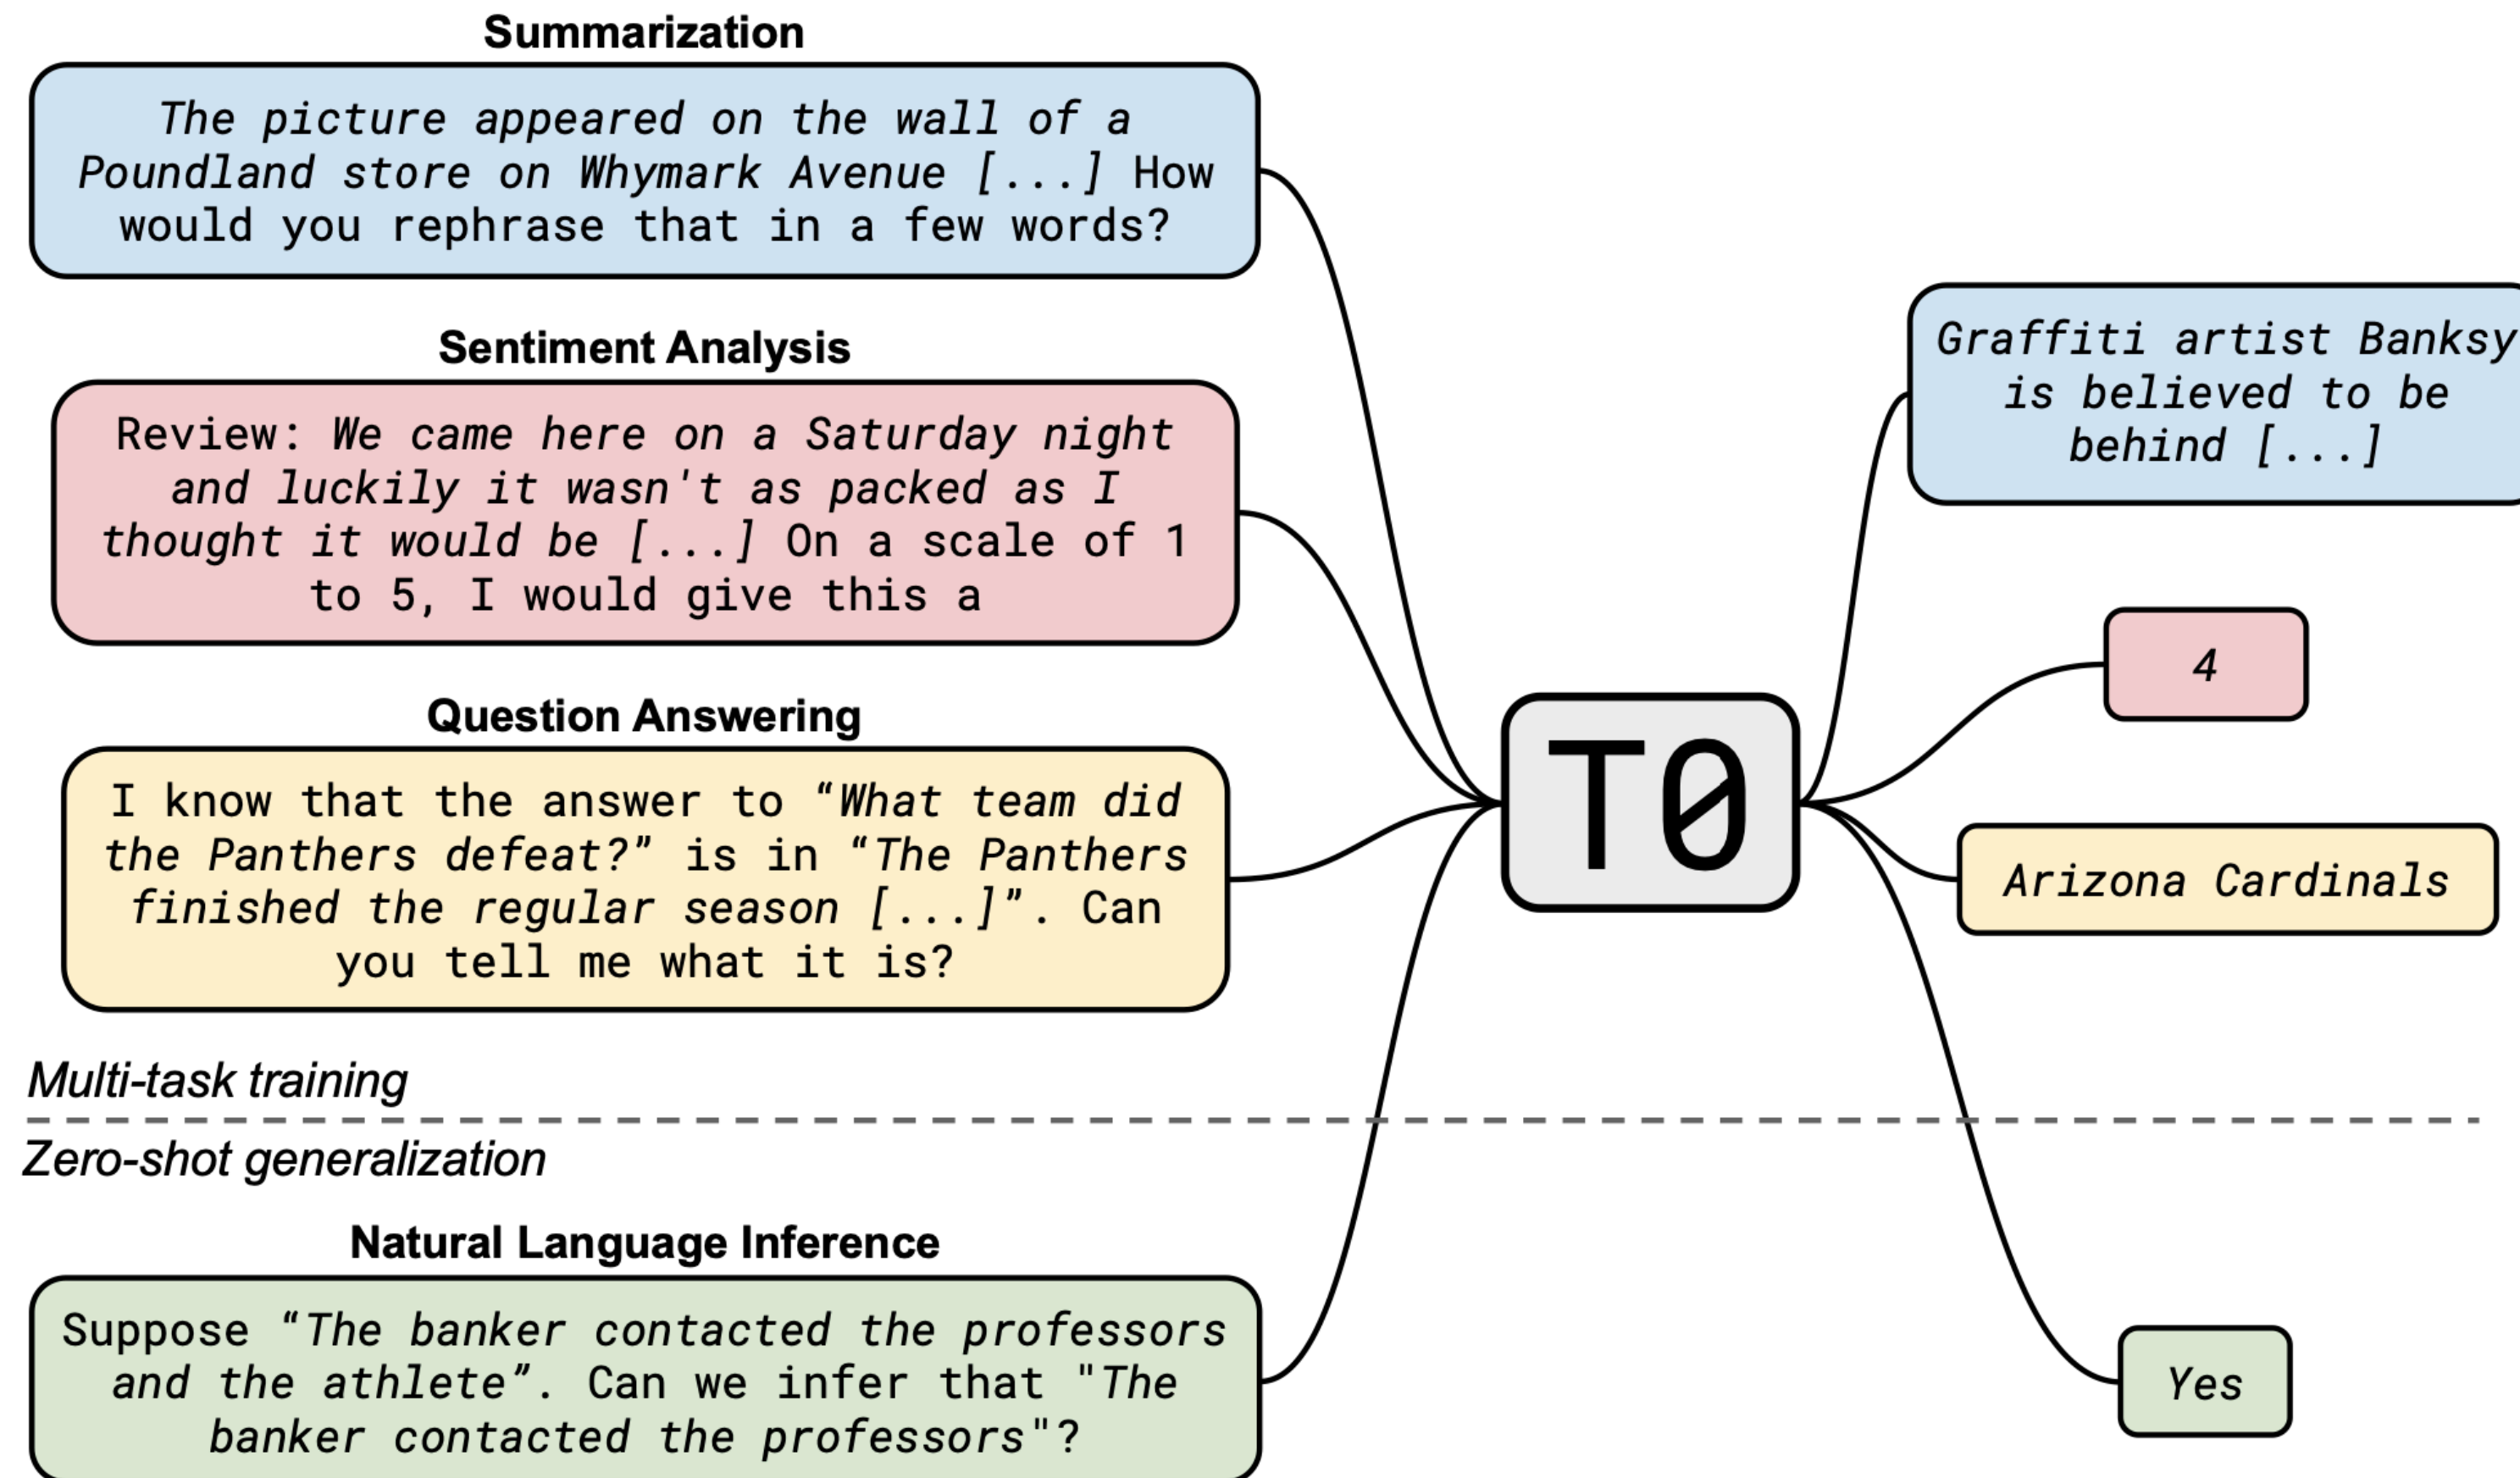 Summarization
The picture appeared on the wall of a
Poundland store on Whymark Avenue [...] How
would you rephrase that in a few words?
Sentiment Analysis
Review: We came here on a Saturday night
and luckily it wasn't as packed as I
thought it would be [...] On a scale of 1
to 5, I would give this a
Question Answering
I know that the answer to “What team did
the Panthers defeat?” is in “The Panthers
finished the regular season [...]”. Can
you tell me what it is?
Multi-task training
Zero-shot generalization
Natural Language Inference
Suppose “The banker contacted the professors
and the athlete”. Can we infer that "The
banker contacted the professors"?
T0
Graffiti artist Banksy
is believed to be
behind [...]
4
Arizona Cardinals
Yes